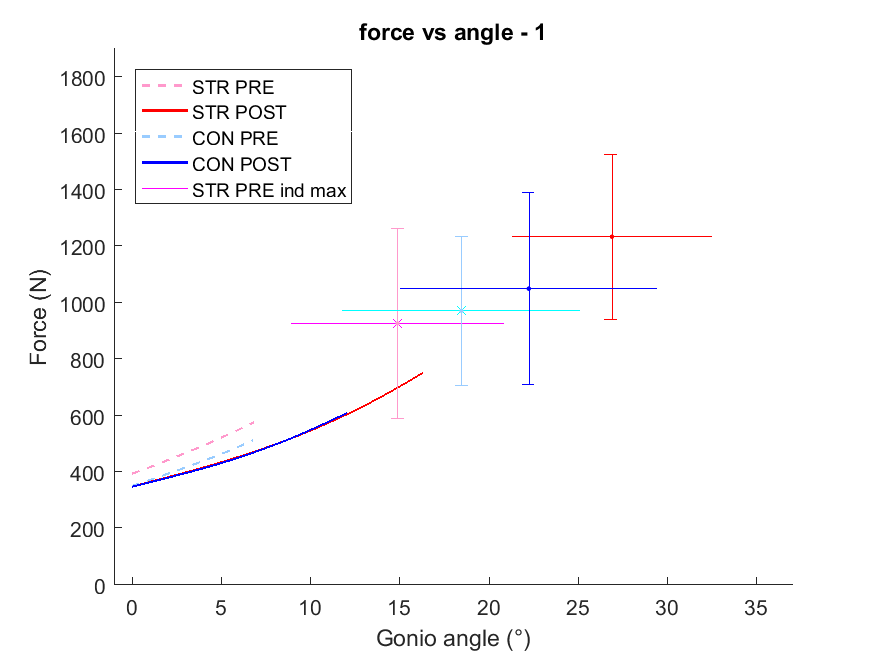 force vs angle - 1
1800
1600
1400
1200
1000
800
600
400
200
0
Force (N)
STR PRE
STR POST
CON PRE
CON POST
STR PRE ind max
0 5 10 15 20 25 30 35
Gonio angle (°)